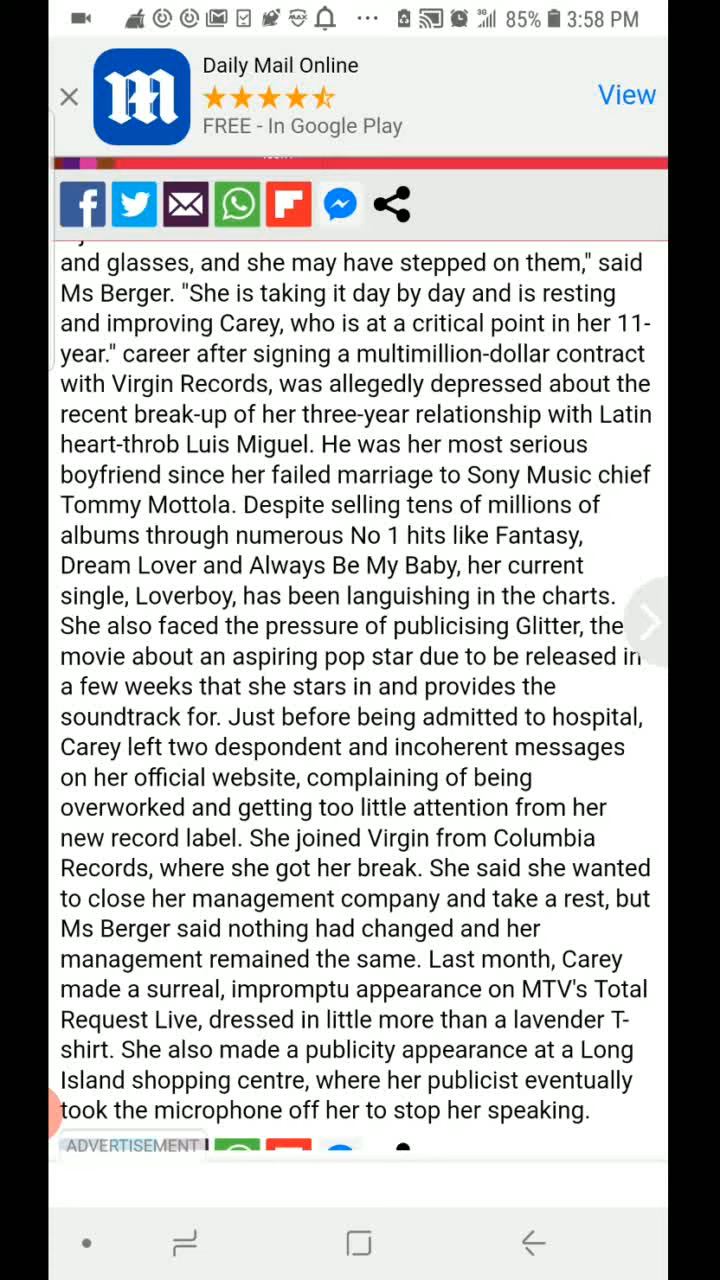 3G 85% 3:58 PM
Daily Mail Online
FREE - In Google Play
View
and glasses, and she may have stepped on them," said
Ms Berger. "She is taking it day by day and is resting
and improving Carey, who is at a critical point in her 11-
year." career after signing a multimillion-dollar contract
with Virgin Records, was allegedly depressed about the
recent break-up of her three-year relationship with Latin
heart-throb Luis Miguel. He was her most serious
boyfriend since her failed marriage to Sony Music chief
Tommy Mottola. Despite selling tens of millions of
albums through numerous No 1 hits like Fantasy,
Dream Lover and Always Be My Baby, her current
single, Loverboy, has been languishing in the charts.
She also faced the pressure of publicising Glitter, the
movie about an aspiring pop star due to be released in
a few weeks that she stars in and provides the
soundtrack for. Just before being admitted to hospital,
Carey left two despondent and incoherent messages
on her official website, complaining of being
overworked and getting too little attention from her
new record label. She joined Virgin from Columbia
Records, where she got her break. She said she wanted
to close her management company and take a rest, but
Ms Berger said nothing had changed and her
management remained the same. Last month, Carey
made a surreal, impromptu appearance on MTV's Total
Request Live, dressed in little more than a lavender T-
shirt. She also made a publicity appearance at a Long
Island shopping centre, where her publicist eventually
took the microphone off her to stop her speaking.
ADVERTISEMENT